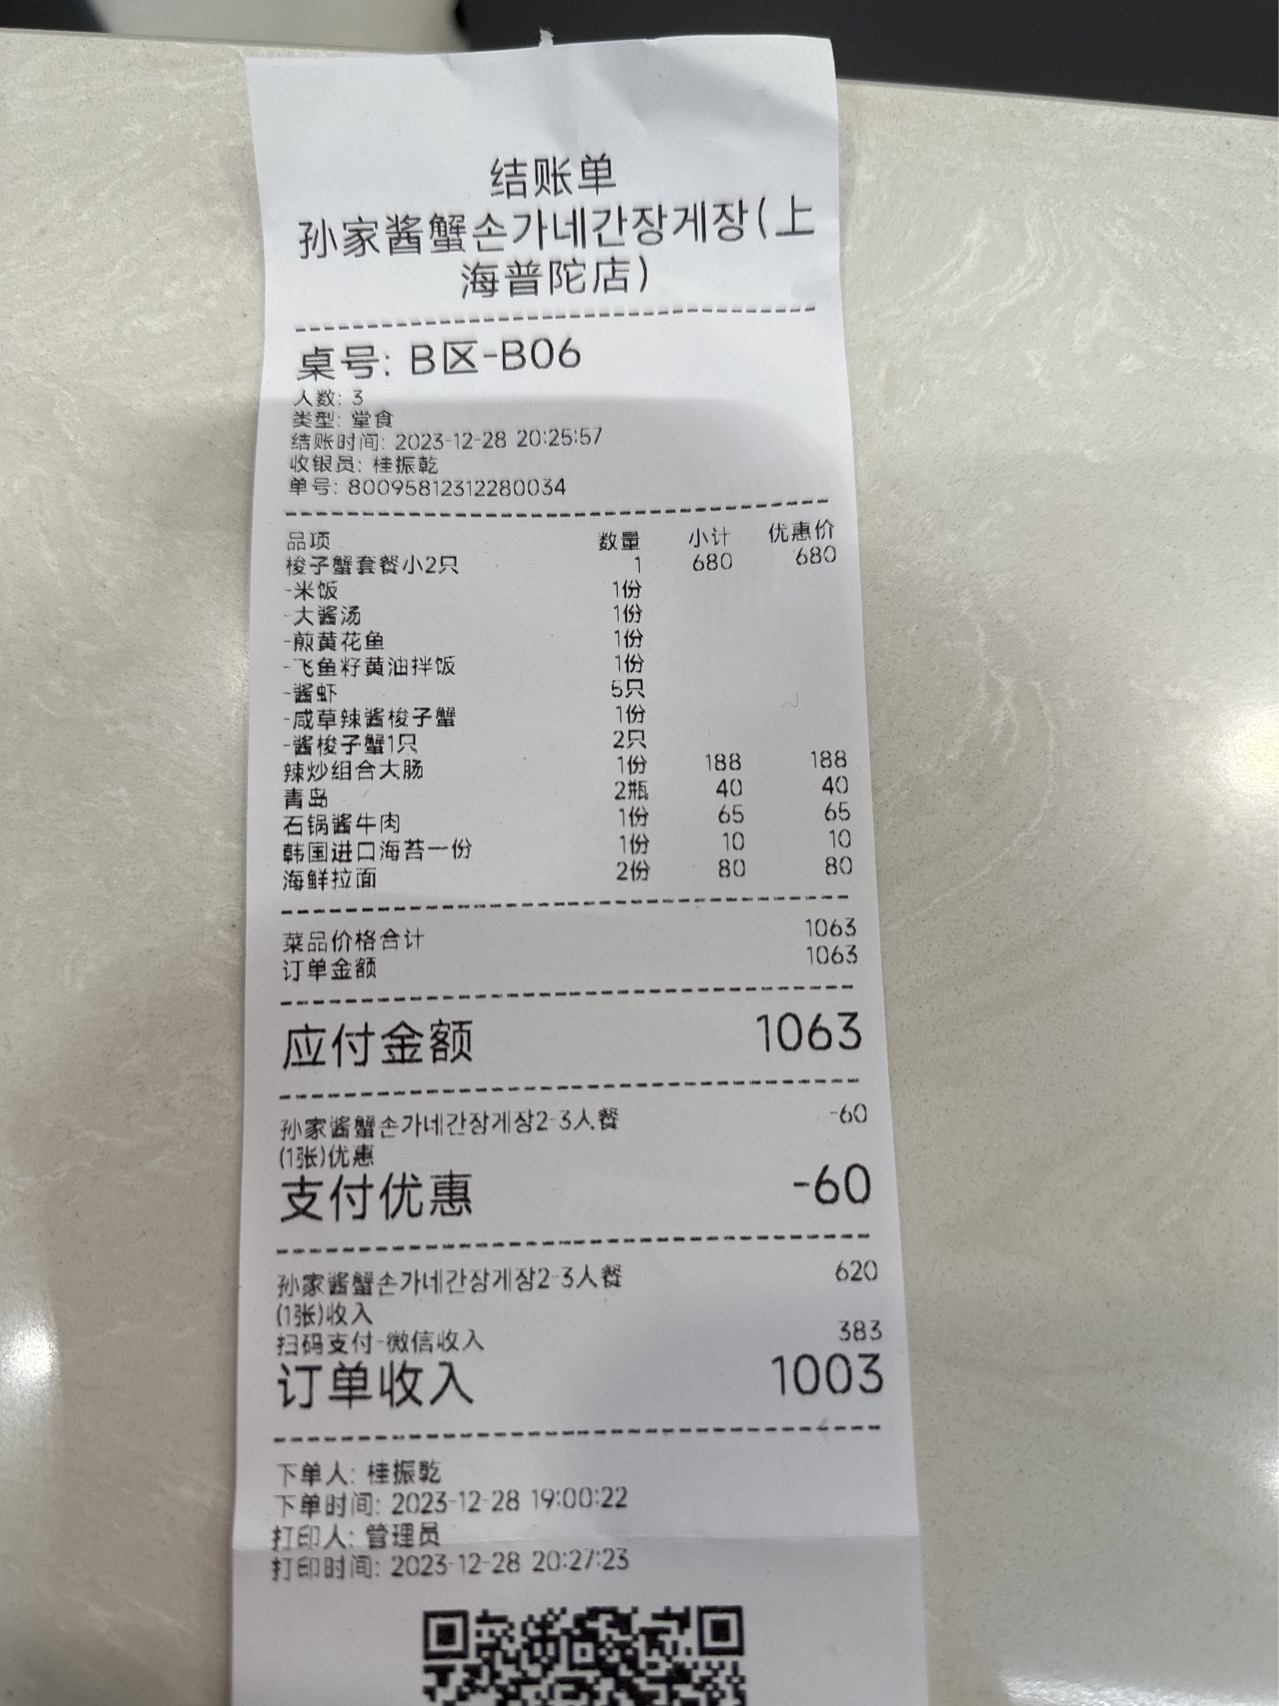 结账单
孙家酱蟹손가네간장게장(上
海普陀店)
桌号: B区-B06
人数: 3
类型: 堂食
结账时间: 2023-12-28 20:25:57
收银员: 桂振乾
单号: 80095812312280034
品项 数量 小计 优惠价
梭子蟹套餐小2只 1 680 680
-米饭 1份
-大酱汤 1份
-煎黄花鱼 1份
-飞鱼籽黄油拌饭 1份
-酱虾 5只
-咸草辣酱梭子蟹 1份
-酱梭子蟹1只 2只
辣炒组合大肠 1份 188 188
青岛 2瓶 40 40
石锅酱牛肉 1份 65 65
韩国进口海苔一份 1份 10 10
海鲜拉面 2份 80 80
菜品价格合计 1063
订单金额 1063
应付金额 1063
孙家酱蟹손가네간장게장2-3人餐 -60
(1张)优惠
支付优惠 -60
孙家酱蟹손가네간장게장2-3人餐 620
(1张)收入
扫码支付-微信收入 383
订单收入 1003
下单人: 桂振乾
下单时间: 2023-12-28 19:00:22
打印人: 管理员
打印时间: 2023-12-28 20:27:23